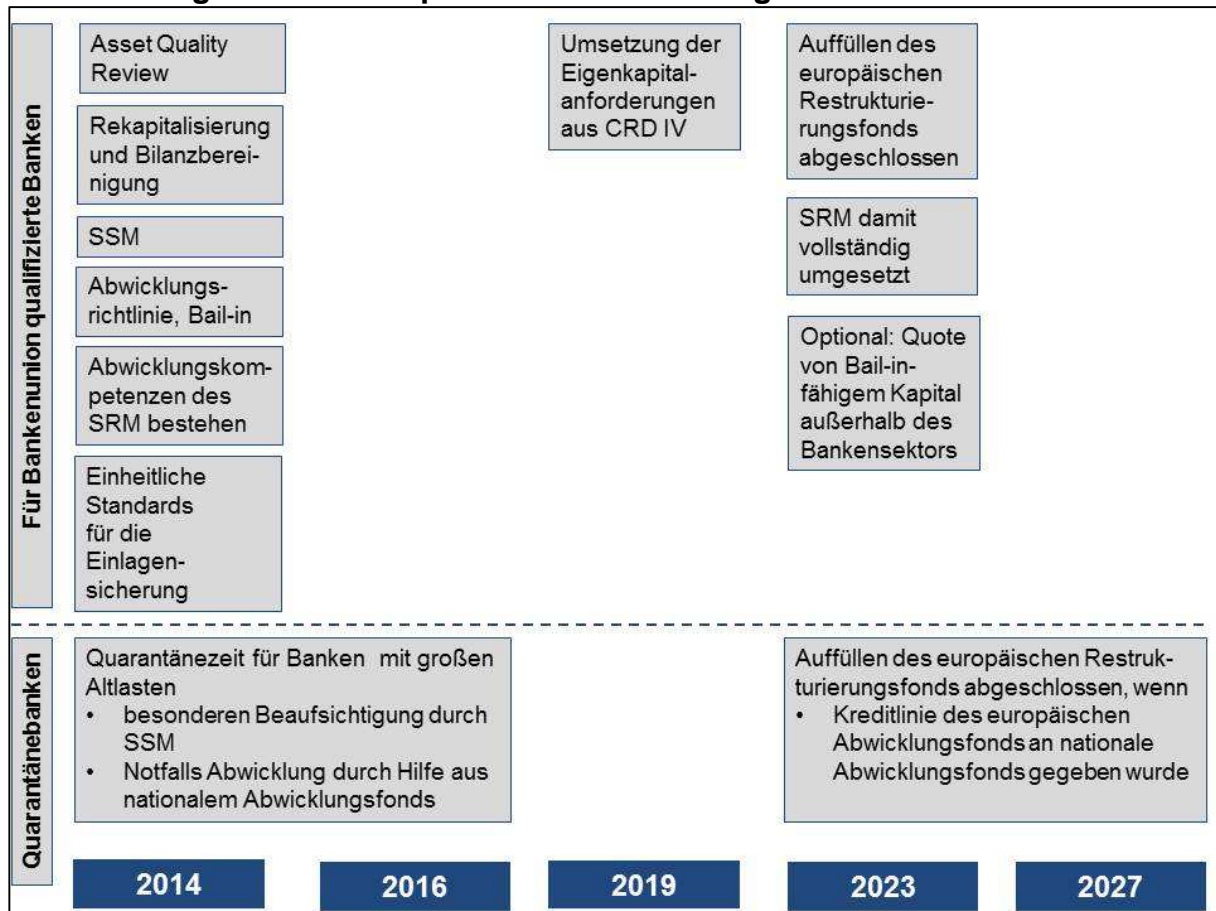 Für Bankenunion qualifizierte Banken
Asset Quality
Review
Rekapitalisierung
und Bilanzberei-
nigung
SSM
Abwicklungs-
richtlinie, Bail-in
Abwicklungskom-
petenzen des
SRM bestehen
Einheitliche
Standards
für die
Einlagen-
sicherung
Umsetzung der
Eigenkapital-
anforderungen
aus CRD IV
Auffüllen des
europäischen
Restrukturie-
rungsfonds
abgeschlossen
SRM damit
vollständig
umgesetzt
Optional: Quote
von Bail-in-
fähigem Kapital
außerhalb des
Bankensektors
Quarantänebanken
Quarantänezeit für Banken mit großen
Altlasten
• besonderen Beaufsichtigung durch
SSM
• Notfalls Abwicklung durch Hilfe aus
nationalem Abwicklungsfonds
Auffüllen des europäischen Restruk-
turierungsfonds abgeschlossen, wenn
• Kreditlinie des europäischen
Abwicklungsfonds an nationale
Abwicklungsfonds gegeben wurde
2014
2016
2019
2023
2027